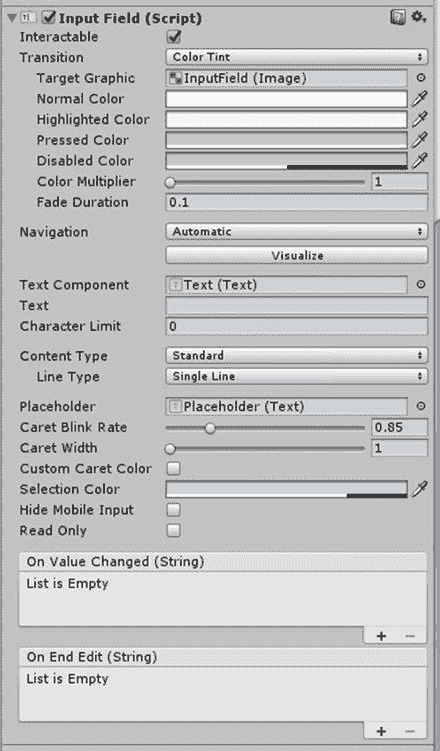 Input Field (Script)
Interactable
Transition Color Tint
Target Graphic InputField (Image)
Normal Color
Highlighted Color
Pressed Color
Disabled Color
Color Multiplier 1
Fade Duration 0.1
Navigation Automatic
Visualize
Text Component Text (Text)
Text
Character Limit 0
Content Type Standard
Line Type Single Line
Placeholder Placeholder (Text)
Caret Blink Rate 0.85
Caret Width 1
Custom Caret Color
Selection Color
Hide Mobile Input
Read Only
On Value Changed (String)
List is Empty
+ −
On End Edit (String)
List is Empty
+ −